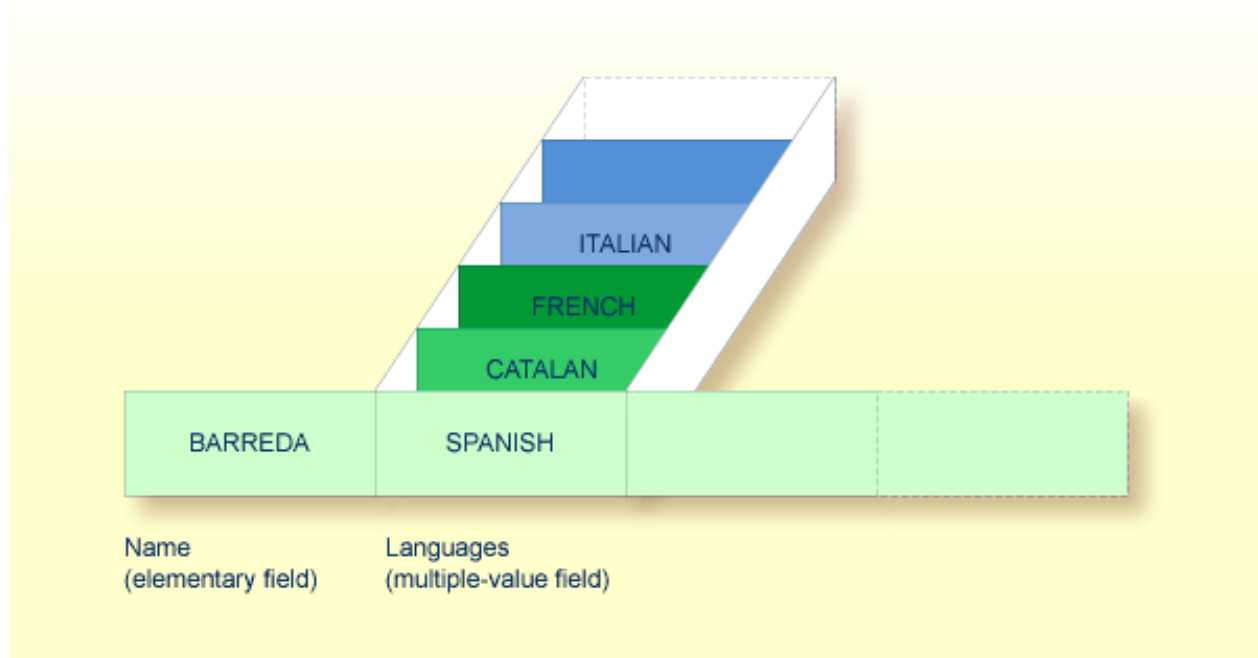 ITALIAN
FRENCH
CATALAN
BARREDA SPANISH
Name Languages
(elementary field) (multiple-value field)